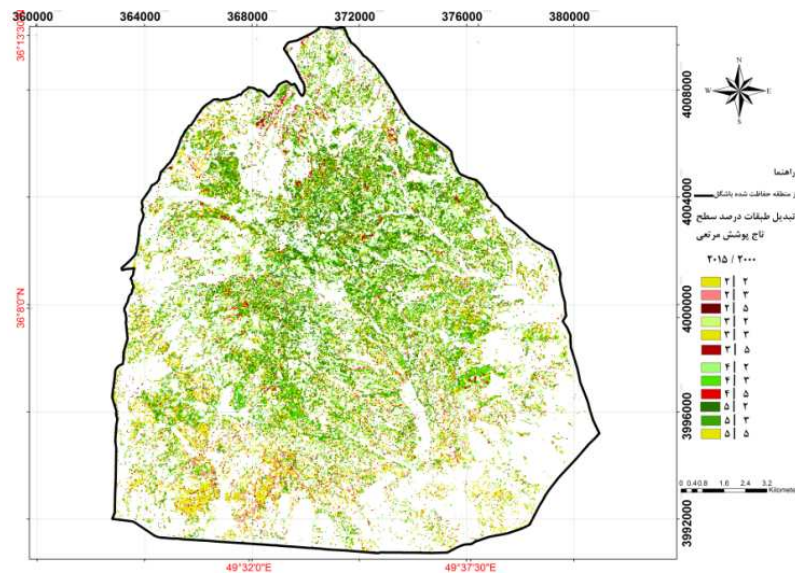 360000 364000 368000 372000 376000 380000
36°13'30"N
4008000
N
W E
S
راهنما
ر منطقه حفاظت شده باشگل
4004000
تبدیل طبقات درصد سطح
تاج پوشش مرتعی
۲۰۱۵ / ۲۰۰۰
36°8'0"N
4000000
۲ | ۲
۲ | ۳
۲ | ۵
۳ | ۲
۳ | ۳
۳ | ۵
۴ | ۲
۴ | ۳
۴ | ۵
۵ | ۲
۵ | ۳
۵ | ۵
3996000
0 0.40.8 1.6 2.4 3.2
Kilomete
3992000
49°32'0"E 49°37'30"E